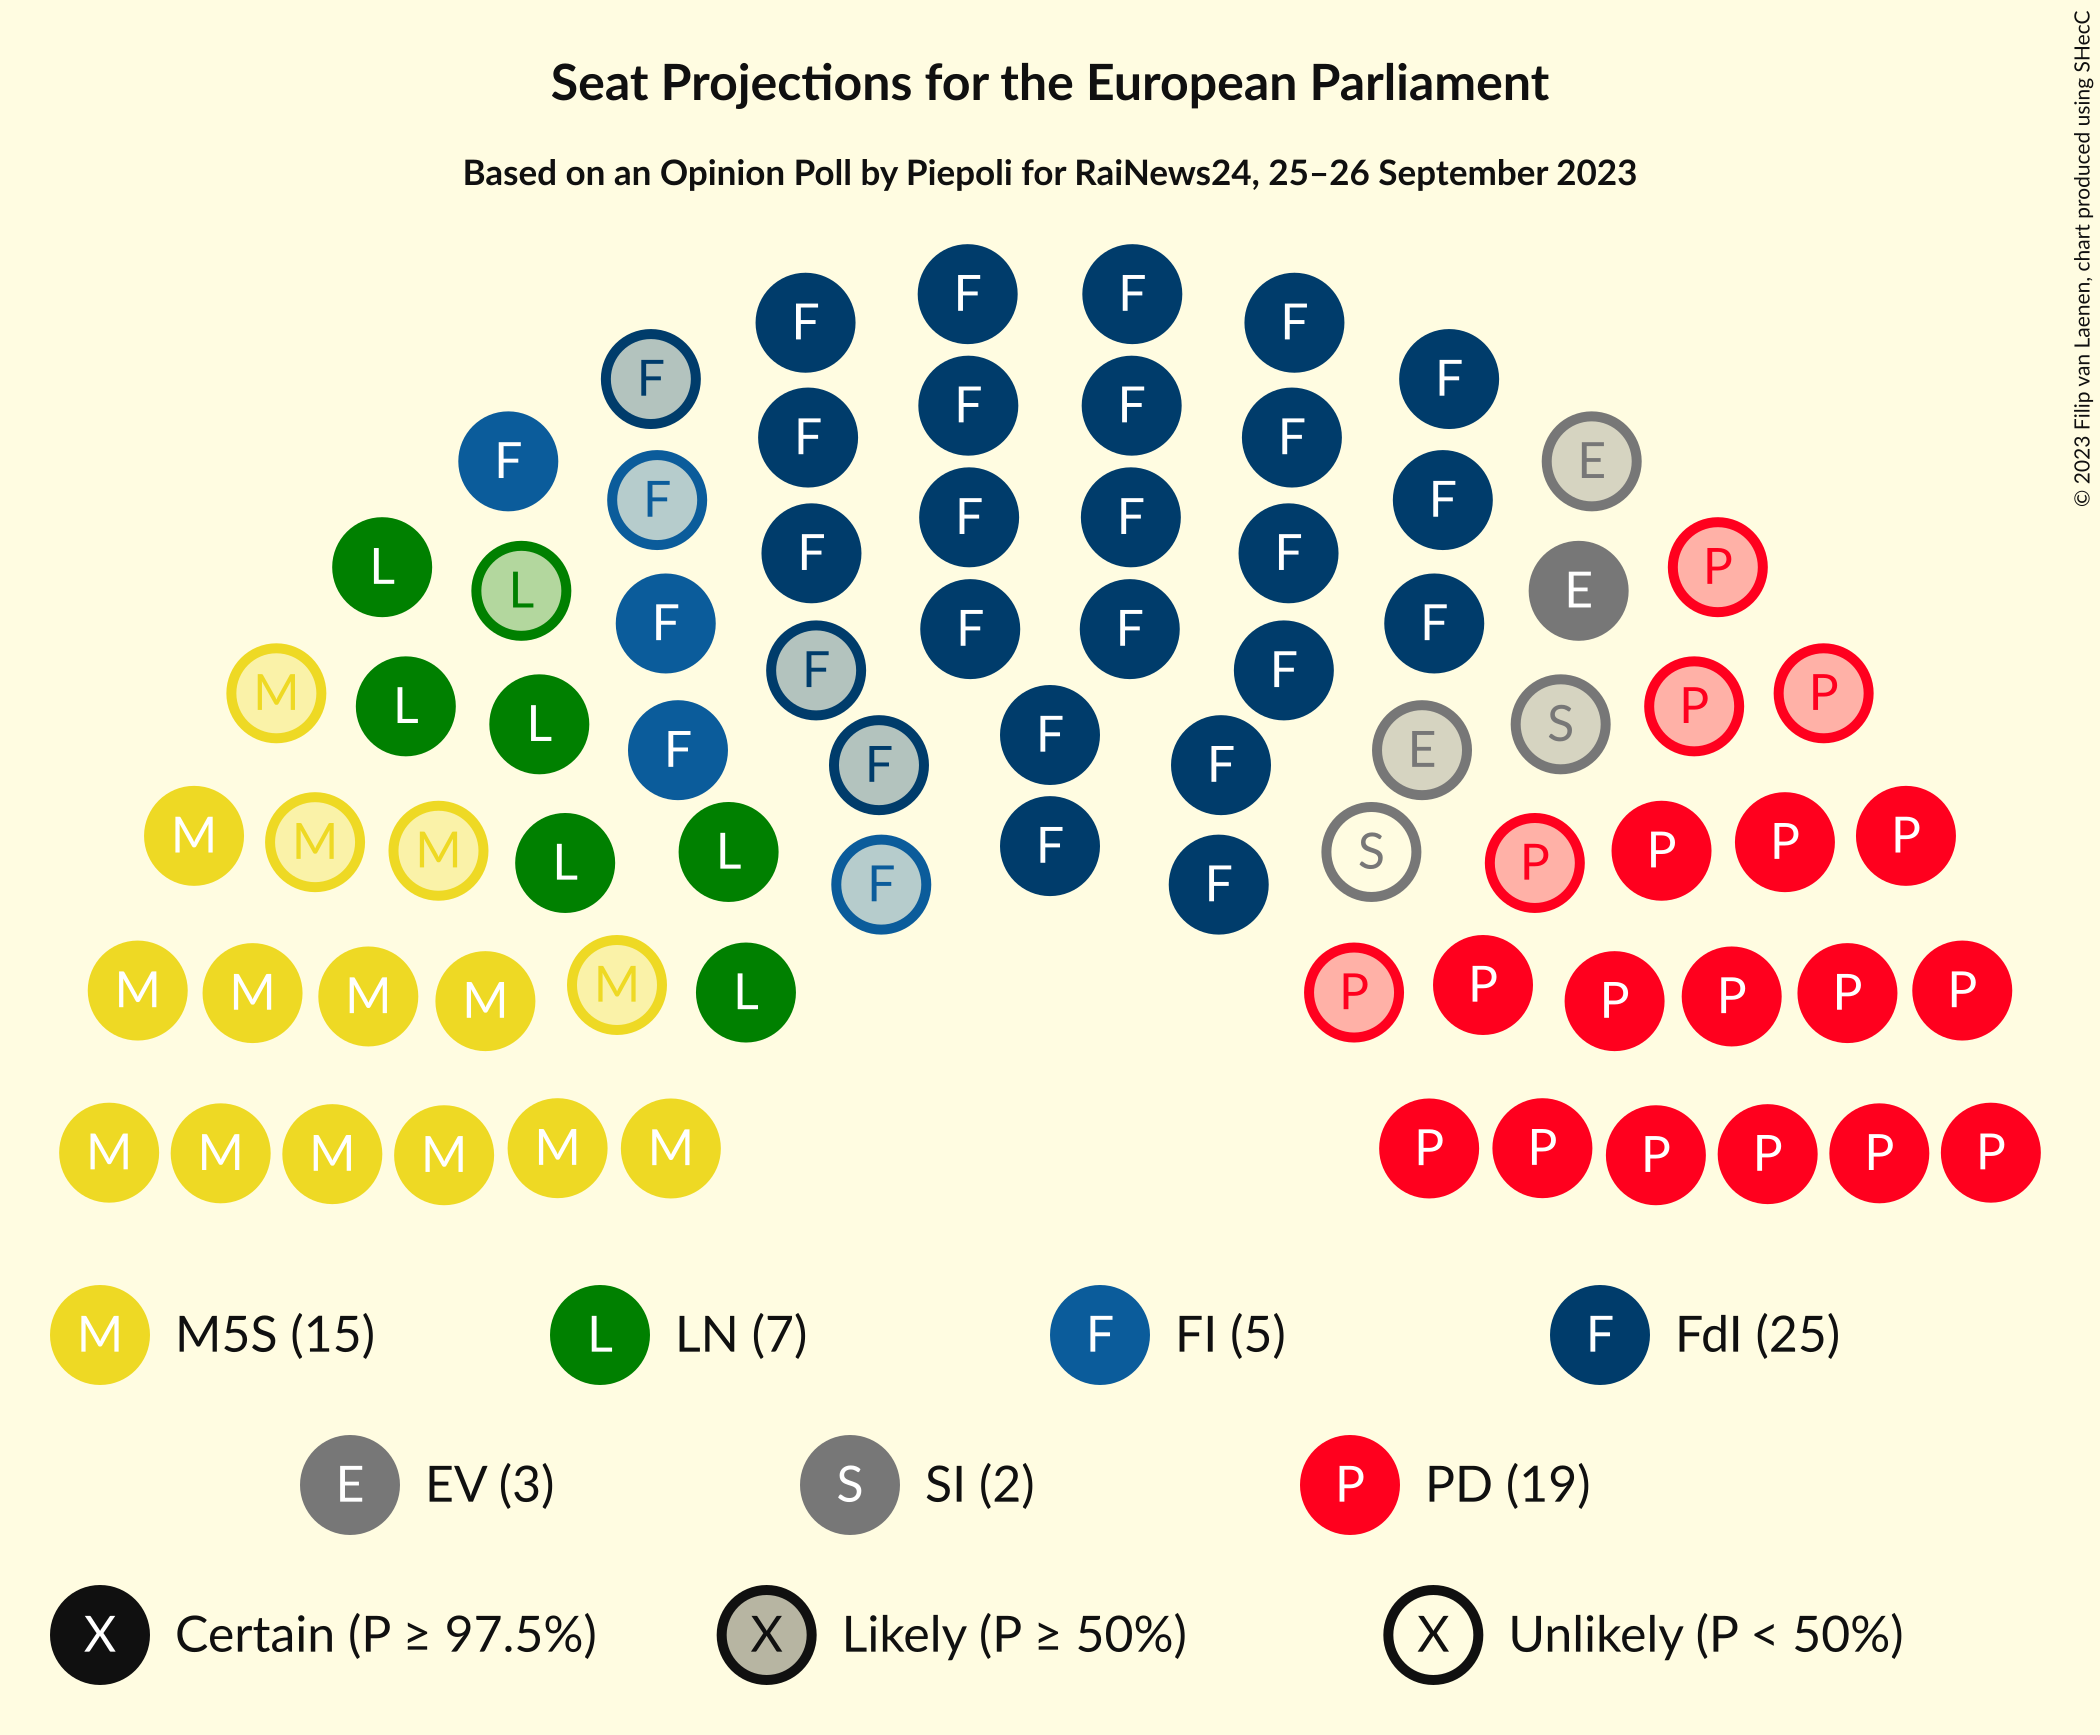 Seat Projections for the European Parliament
Based on an Opinion Poll by Piepoli for RaiNews24, 25–26 September 2023
© 2023 Filip van Laenen, chart produced using SHecC
F F
F F
F F F
F F
F F
F E
F F F F
L F F P
L F E
F F F F
M L F F P P
L F F F E S
M M M L L F F F S P P P P
F F F
M M M M M L P P P P P P
M M M M M M P P P P P P
M M5S (15) L LN (7) F FI (5) F FdI (25)
E EV (3) S SI (2) P PD (19)
X Certain (P ≥ 97.5%) X Likely (P ≥ 50%) X Unlikely (P < 50%)